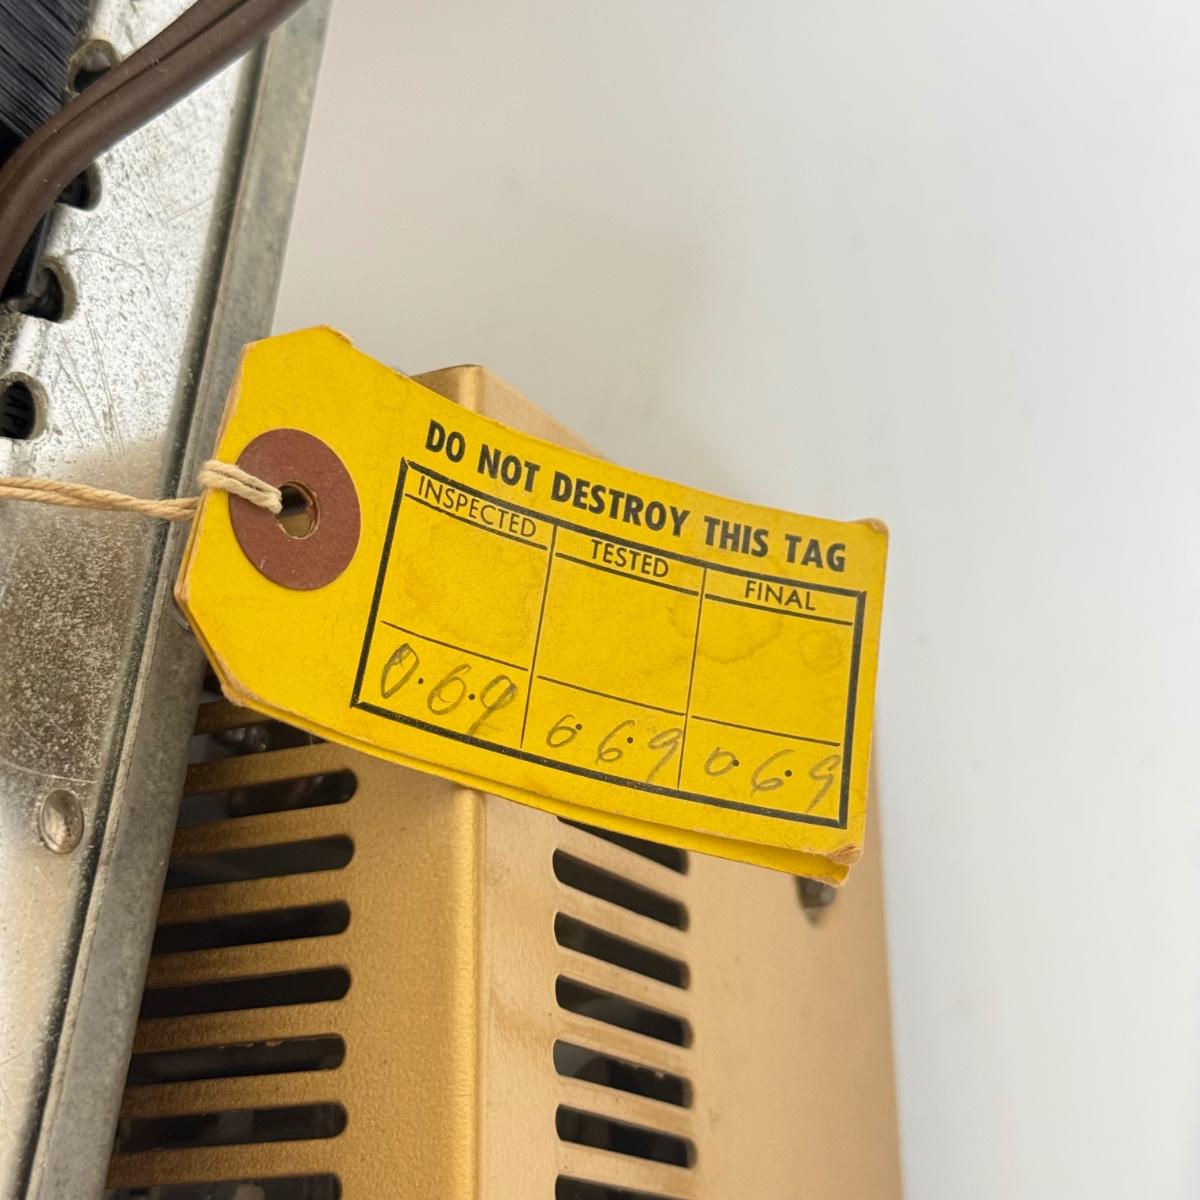 DO NOT DESTROY THIS TAG
INSPECTED TESTED FINAL
0.6.9 6.6.9 0.6.9